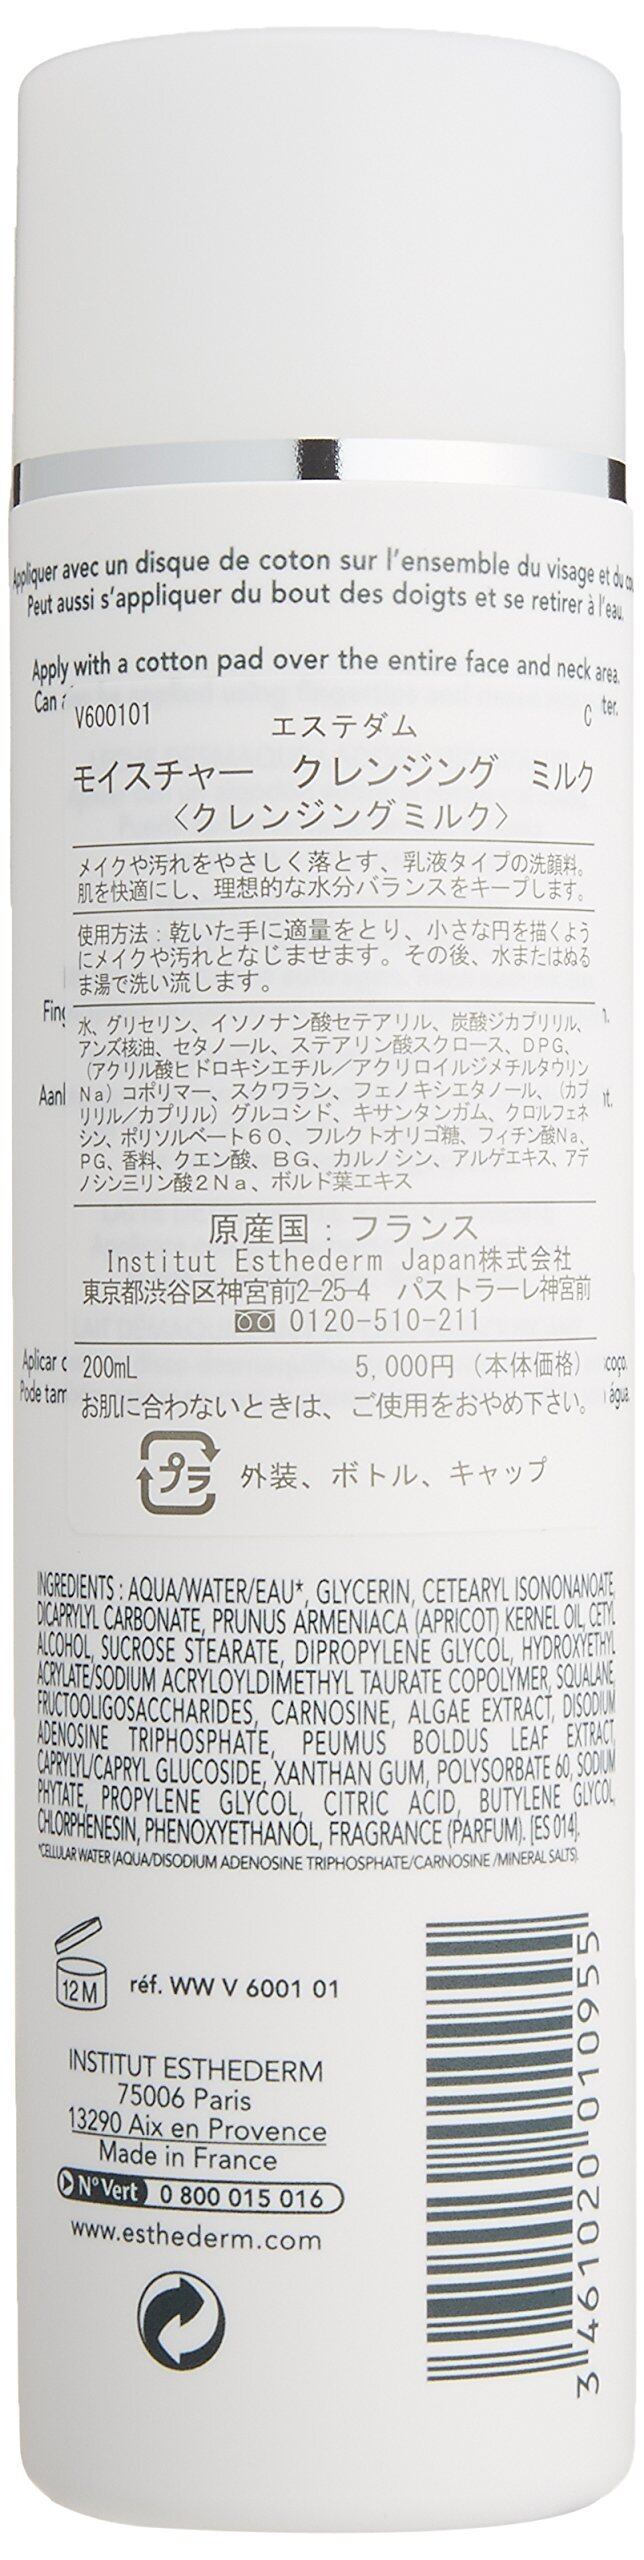 Appliquer avec un disque de coton sur l'ensemble du visage et du
Peut aussi s'appliquer du bout des doigts et se retirer à l'eau.
Apply with a cotton pad over the entire face and neck area.
Can
V600101
エステダム
C
モイスチャー クレンジング ミルク
〈クレンジングミルク〉
メイクや汚れをやさしく落とす、乳液タイプの洗顔料。
肌を快適にし、理想的な水分バランスをキープします。
使用方法：乾いた手に適量をとり、小さな円を描くよう
にメイクや汚れとなじませます。その後、水またはぬる
ま湯で洗い流します。
水、グリセリン、イソノナン酸セテアリル、炭酸ジカプリリル、
アンズ核油、セタノール、ステアリン酸スクロース、DPG、
（アクリル酸ヒドロキシエチル／アクリロイルジメチルタウリン
Na）コポリマー、スクワラン、フェノキシエタノール、（カプ
リリル／カプリル）グルコシド、キサンタンガム、クロルフェネ
シン、ポリソルベート６０、フルクトオリゴ糖、フィチン酸Na、
PG、香料、クエン酸、BG、カルノシン、アルゲエキス、アデ
ノシン三リン酸２Na、ボルド葉エキス
原産国：フランス
Institut Esthederm Japan株式会社
東京都渋谷区神宮前2-25-4 パストラーレ神宮前
0120-510-211
Aplicar
Pode água.
200mL 5,000円（本体価格）
お肌に合わないときは、ご使用をおやめ下さい。
プラ 外装、ボトル、キャップ
INGREDIENTS : AQUA/WATER/EAU*, GLYCERIN, CETEARYL ISONONANOATE,
DICAPRYLYL CARBONATE, PRUNUS ARMENIACA (APRICOT) KERNEL OIL, CETYL
ALCOHOL, SUCROSE STEARATE, DIPROPYLENE GLYCOL, HYDROXYETHYL
ACRYLATE/SODIUM ACRYLOYLDIMETHYL TAURATE COPOLYMER, SQUALANE,
FRUCTOOLIGOSACCHARIDES, CARNOSINE, ALGAE EXTRACT, DISODIUM
ADENOSINE TRIPHOSPHATE, PEUMUS BOLDUS LEAF EXTRACT,
CAPRYLYL/CAPRYL GLUCOSIDE, XANTHAN GUM, POLYSORBATE 60, SODIUM
PHYTATE, PROPYLENE GLYCOL, CITRIC ACID, BUTYLENE GLYCOL,
CHLORPHENESIN, PHENOXYETHANOL, FRAGRANCE (PARFUM). [ES 014].
*CELLULAR WATER (AQUA/DISODIUM ADENOSINE TRIPHOSPHATE/CARNOSINE /MINERAL SALTS).
12 M
réf. WW V 6001 01
INSTITUT ESTHEDERM
75006 Paris
13290 Aix en Provence
Made in France
N° Vert 0 800 015 016
www.esthederm.com
3 461020 010955